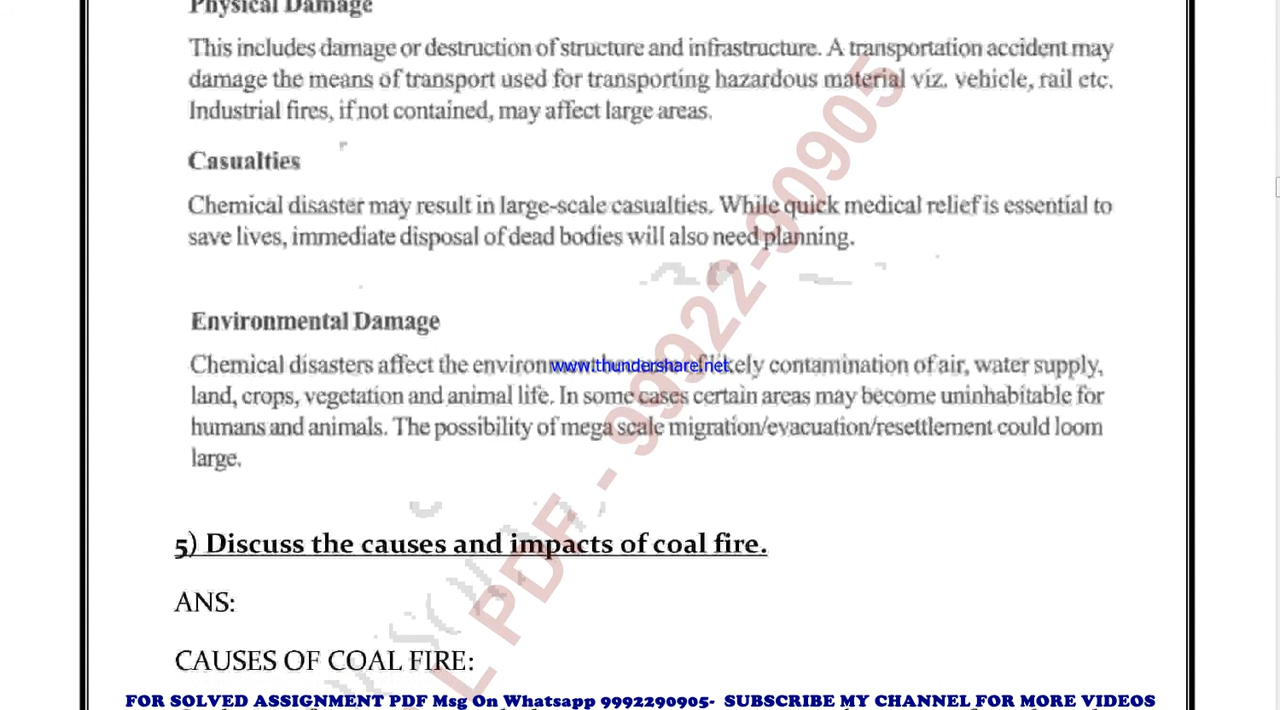 Physical Damage
This includes damage or destruction of structure and infrastructure. A transportation accident may
damage the means of transport used for transporting hazardous material viz. vehicle, rail etc.
Industrial fires, if not contained, may affect large areas.
Casualties
Chemical disaster may result in large-scale casualties. While quick medical relief is essential to
save lives, immediate disposal of dead bodies will also need planning.
Environmental Damage
Chemical disasters affect the environment likely contamination of air, water supply,
www.thundershare.net
land, crops, vegetation and animal life. In some cases certain areas may become uninhabitable for
humans and animals. The possibility of mega scale migration/evacuation/resettlement could loom
large.
5) Discuss the causes and impacts of coal fire.
ANS:
CAUSES OF COAL FIRE:
L PDF - 99922-90905
FOR SOLVED ASSIGNMENT PDF Msg On Whatsapp 9992290905- SUBSCRIBE MY CHANNEL FOR MORE VIDEOS